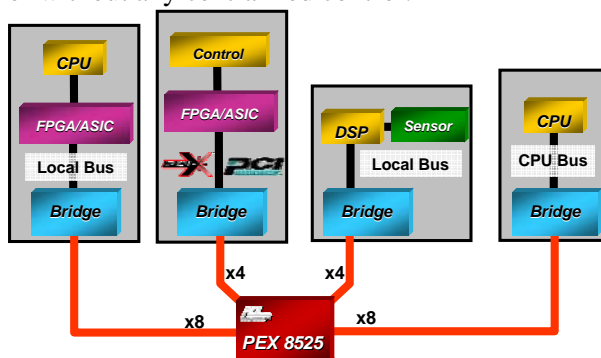 CPU
FPGA/ASIC
Local Bus
Bridge
Control
FPGA/ASIC
PCI
Bridge
DSP
Sensor
Local Bus
Bridge
CPU
CPU Bus
Bridge
x4
x4
x8
x8
PEX 8525